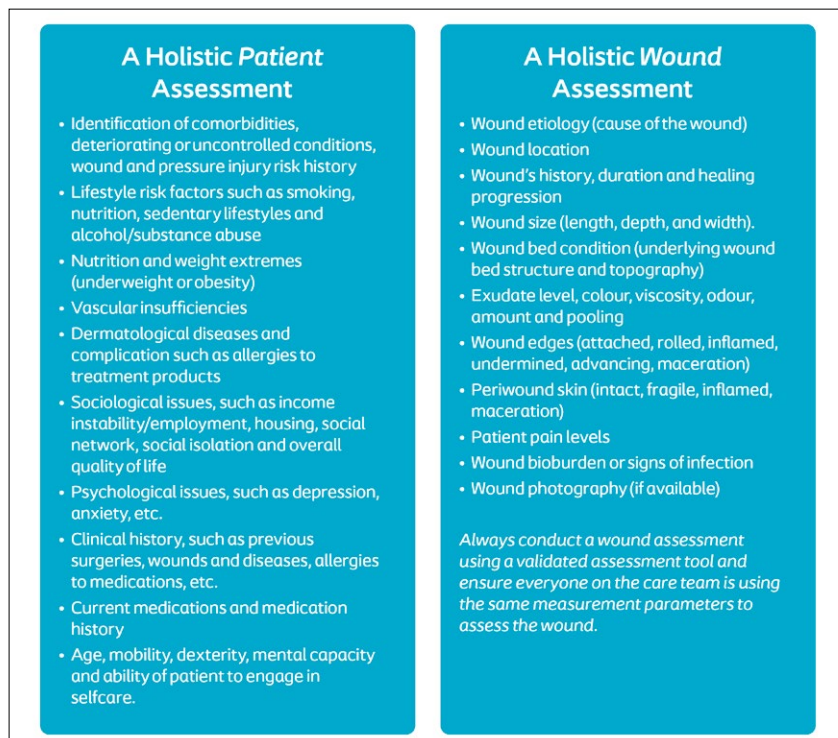 A Holistic Patient
Assessment
• Identification of comorbidities,
deteriorating or uncontrolled conditions,
wound and pressure injury risk history
• Lifestyle risk factors such as smoking,
nutrition, sedentary lifestyles and
alcohol/substance abuse
• Nutrition and weight extremes
(underweight or obesity)
• Vascular insufficiencies
• Dermatological diseases and
complication such as allergies to
treatment products
• Sociological issues, such as income
instability/employment, housing, social
network, social isolation and overall
quality of life
• Psychological issues, such as depression,
anxiety, etc.
• Clinical history, such as previous
surgeries, wounds and diseases, allergies
to medications, etc.
• Current medications and medication
history
• Age, mobility, dexterity, mental capacity
and ability of patient to engage in
selfcare.
A Holistic Wound
Assessment
• Wound etiology (cause of the wound)
• Wound location
• Wound's history, duration and healing
progression
• Wound size (length, depth, and width).
• Wound bed condition (underlying wound
bed structure and topography)
• Exudate level, colour, viscosity, odour,
amount and pooling
• Wound edges (attached, rolled, inflamed,
undermined, advancing, maceration)
• Periwound skin (intact, fragile, inflamed,
maceration)
• Patient pain levels
• Wound bioburden or signs of infection
• Wound photography (if available)
Always conduct a wound assessment
using a validated assessment tool and
ensure everyone on the care team is using
the same measurement parameters to
assess the wound.